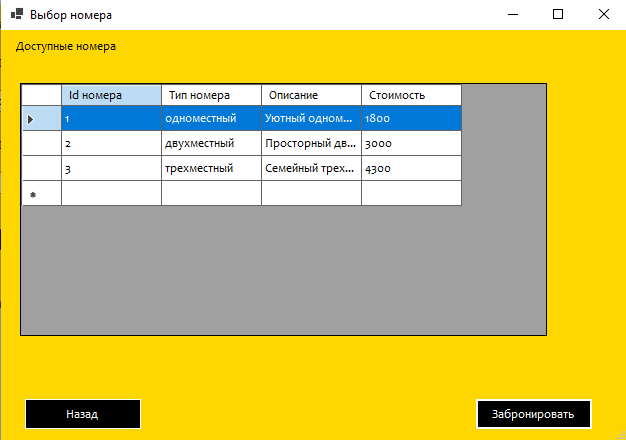 Выбор номера
Доступные номера
Id номера Тип номера Описание Стоимость
1 одноместный Уютный одном... 1800
2 двухместный Просторный дв... 3000
3 трехместный Семейный трех... 4300
Назад Забронировать